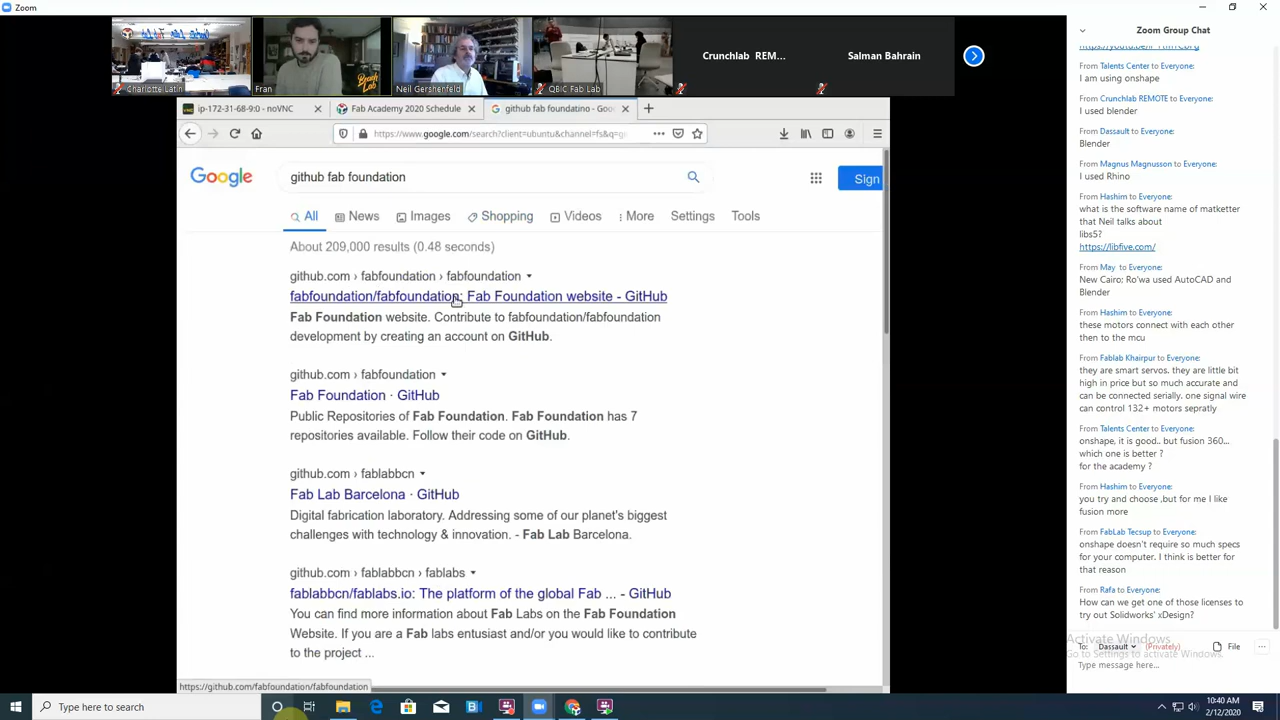 Zoom
Charlotte Latin
Fran
Neil Gershenfeld
QBIC Fab Lab
Crunchlab REM...
Salman Bahrain
ip-172-31-68-9:0 - noVNC
Fab Academy 2020 Schedule
github fab foundatino - Goo
https://www.google.com/search?client=ubuntu&channel=fs&q=g
Google
github fab foundation
Sign
All
News
Images
Shopping
Videos
More
Settings
Tools
About 209,000 results (0.48 seconds)
github.com › fabfoundation › fabfoundation
fabfoundation/fabfoundation: Fab Foundation website - GitHub
Fab Foundation website. Contribute to fabfoundation/fabfoundation
development by creating an account on GitHub.
github.com › fabfoundation
Fab Foundation · GitHub
Public Repositories of Fab Foundation. Fab Foundation has 7
repositories available. Follow their code on GitHub.
github.com › fablabbcn
Fab Lab Barcelona · GitHub
Digital fabrication laboratory. Addressing some of our planet's biggest
challenges with technology & innovation. - Fab Lab Barcelona.
github.com › fablabbcn › fablabs
fablabbcn/fablabs.io: The platform of the global Fab ... - GitHub
You can find more information about Fab Labs on the Fab Foundation
Website. If you are a Fab labs enthusiast and/or you would like to contribute
to the project ...
https://github.com/fabfoundation/fabfoundation
Zoom Group Chat
From Talents Center to Everyone:
I am using onshape
From Crunchlab REMOTE to Everyone:
I used blender
From Dassault to Everyone:
Blender
From Magnus Magnusson to Everyone:
I used Rhino
From Hashim to Everyone:
what is the software name of matketter
that Neil talks about
libs5?
https://libfive.com/
From May to Everyone:
New Cairo: Ro'wa used AutoCAD and
Blender
From Hashim to Everyone:
these motors connect with each other
then to the mcu
From Fablab Khairpur to Everyone:
they are smart servos. they are little bit
high in price but so much accurate and
can be connected serially. one signal wire
can control 132+ motors sepratly
From Talents Center to Everyone:
onshape, it is good.. but fusion 360...
which one is better ?
for the academy ?
From Hashim to Everyone:
you try and choose ,but for me I like
fusion more
From FabLab Tecsup to Everyone:
onshape doesn't require so much specs
for your computer. I think is better for
that reason
From Rafa to Everyone:
How can we get one of those licenses to
try out Solidworks' xDesign?
Activate Windows
Go to Settings to activate Windows.
To: Dassault (Privately)
File
Type message here...
Type here to search
10:40 AM
2/12/2020